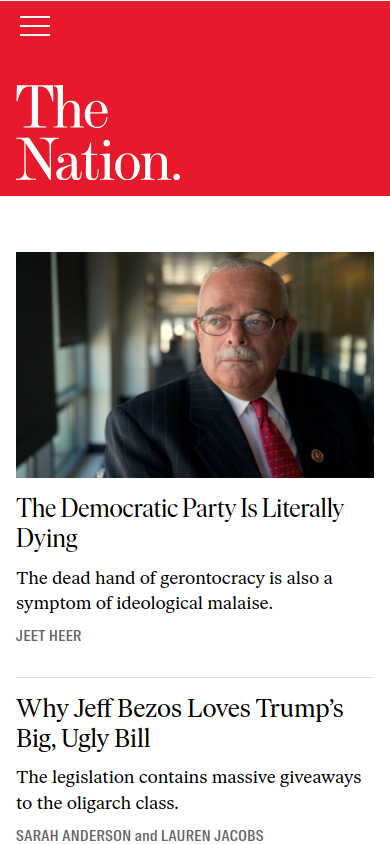 The
Nation.
The Democratic Party Is Literally
Dying
The dead hand of gerontocracy is also a
symptom of ideological malaise.
JEET HEER
Why Jeff Bezos Loves Trump’s
Big, Ugly Bill
The legislation contains massive giveaways
to the oligarch class.
SARAH ANDERSON and LAUREN JACOBS